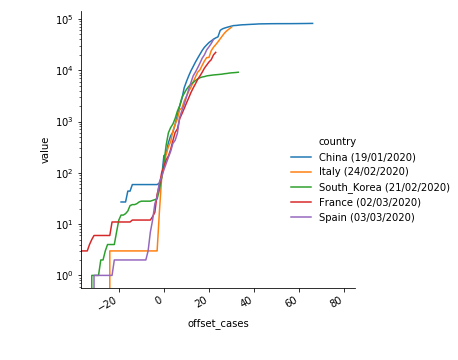 10⁵
10⁴
10³
10²
10¹
10⁰
value
−20
0
20
40
60
80
offset_cases
country
China (19/01/2020)
Italy (24/02/2020)
South_Korea (21/02/2020)
France (02/03/2020)
Spain (03/03/2020)